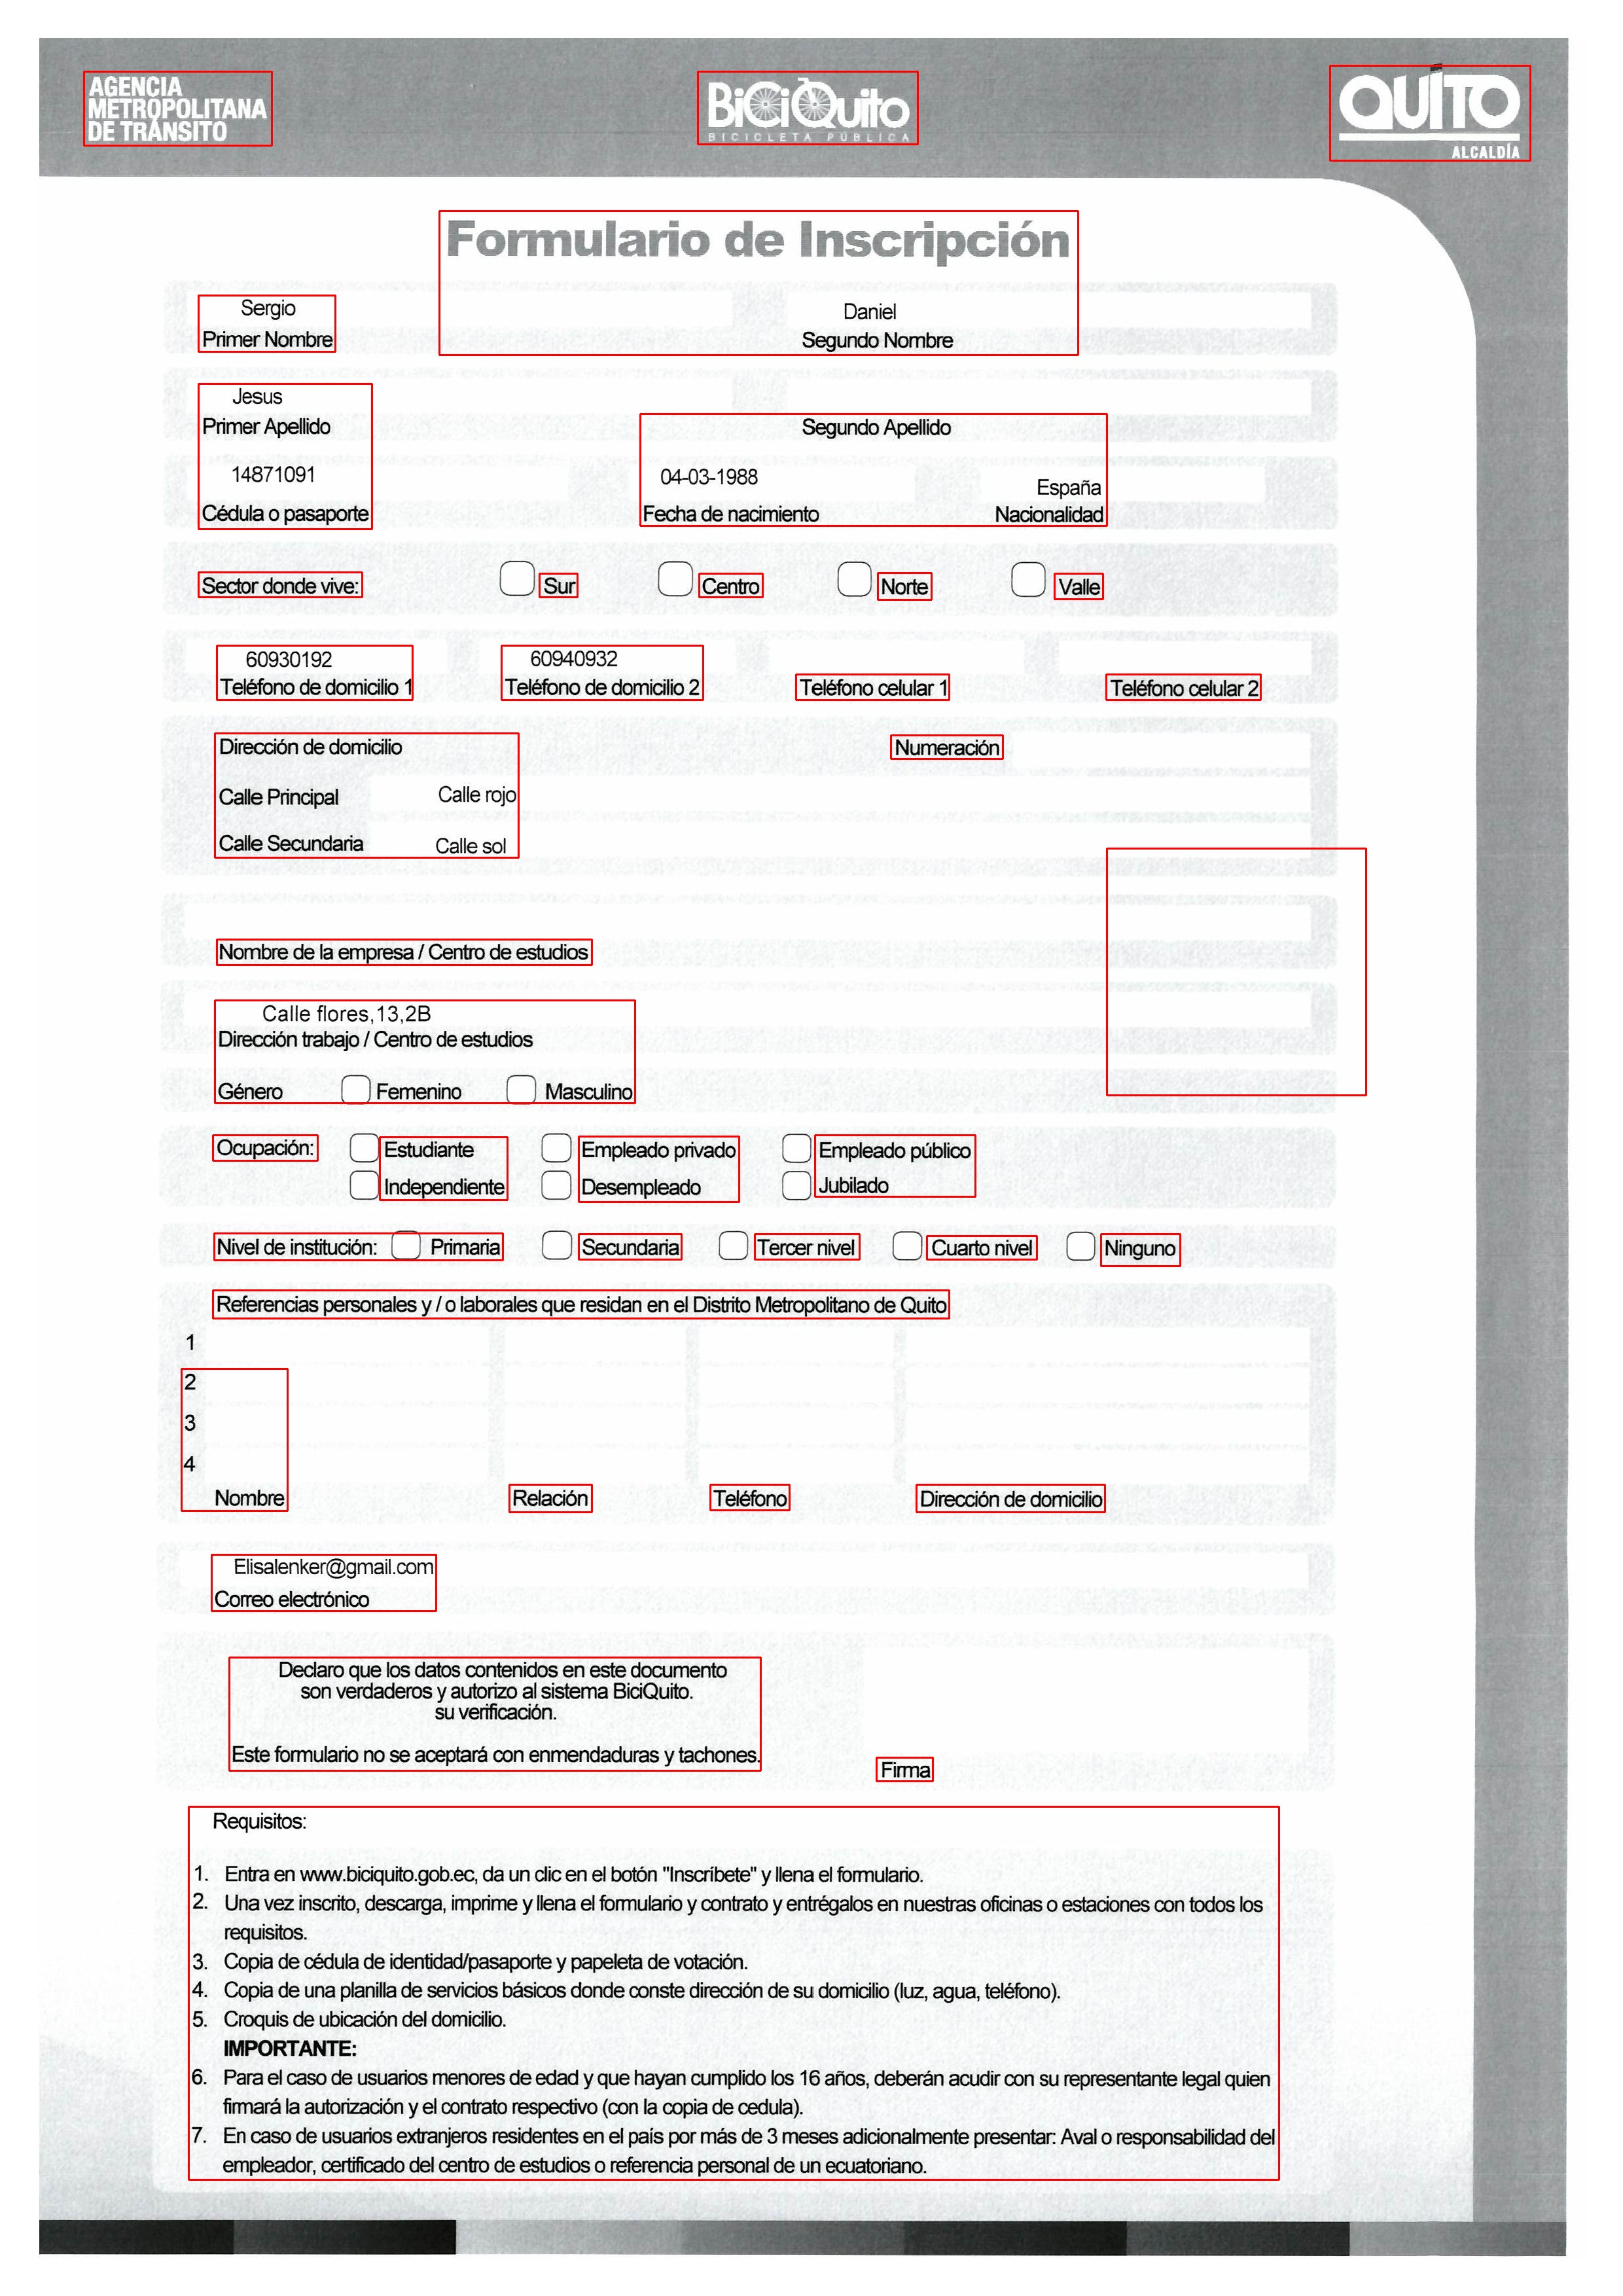 AGENCIA
METROPOLITANA
DE TRÁNSITO
BiCiQuito
BICICLETA PÚBLICA
QUITO
ALCALDÍA
Formulario de Inscripción
Sergio Daniel
Primer Nombre Segundo Nombre
Jesus
Primer Apellido Segundo Apellido
14871091 04-03-1988 España
Cédula o pasaporte Fecha de nacimiento Nacionalidad
Sector donde vive: Sur Centro Norte Valle
60930192 60940932
Teléfono de domicilio 1 Teléfono de domicilio 2 Teléfono celular 1 Teléfono celular 2
Dirección de domicilio Numeración
Calle Principal Calle rojo
Calle Secundaria Calle sol
Nombre de la empresa / Centro de estudios
Calle flores,13,2B
Dirección trabajo / Centro de estudios
Género Femenino Masculino
Ocupación: Estudiante Empleado privado Empleado público
Independiente Desempleado Jubilado
Nivel de institución: Primaria Secundaria Tercer nivel Cuarto nivel Ninguno
Referencias personales y / o laborales que residan en el Distrito Metropolitano de Quito
1
2
3
4
Nombre Relación Teléfono Dirección de domicilio
Elisalenker@gmail.com
Correo electrónico
Declaro que los datos contenidos en este documento
son verdaderos y autorizo al sistema BiciQuito.
su verificación.
Este formulario no se aceptará con enmendaduras y tachones.
Firma
Requisitos:
1. Entra en www.biciquito.gob.ec, da un clic en el botón "Inscríbete" y llena el formulario.
2. Una vez inscrito, descarga, imprime y llena el formulario y contrato y entrégalos en nuestras oficinas o estaciones con todos los
requisitos.
3. Copia de cédula de identidad/pasaporte y papeleta de votación.
4. Copia de una planilla de servicios básicos donde conste dirección de su domicilio (luz, agua, teléfono).
5. Croquis de ubicación del domicilio.
IMPORTANTE:
6. Para el caso de usuarios menores de edad y que hayan cumplido los 16 años, deberán acudir con su representante legal quien
firmará la autorización y el contrato respectivo (con la copia de cedula).
7. En caso de usuarios extranjeros residentes en el país por más de 3 meses adicionalmente presentar: Aval o responsabilidad del
empleador, certificado del centro de estudios o referencia personal de un ecuatoriano.